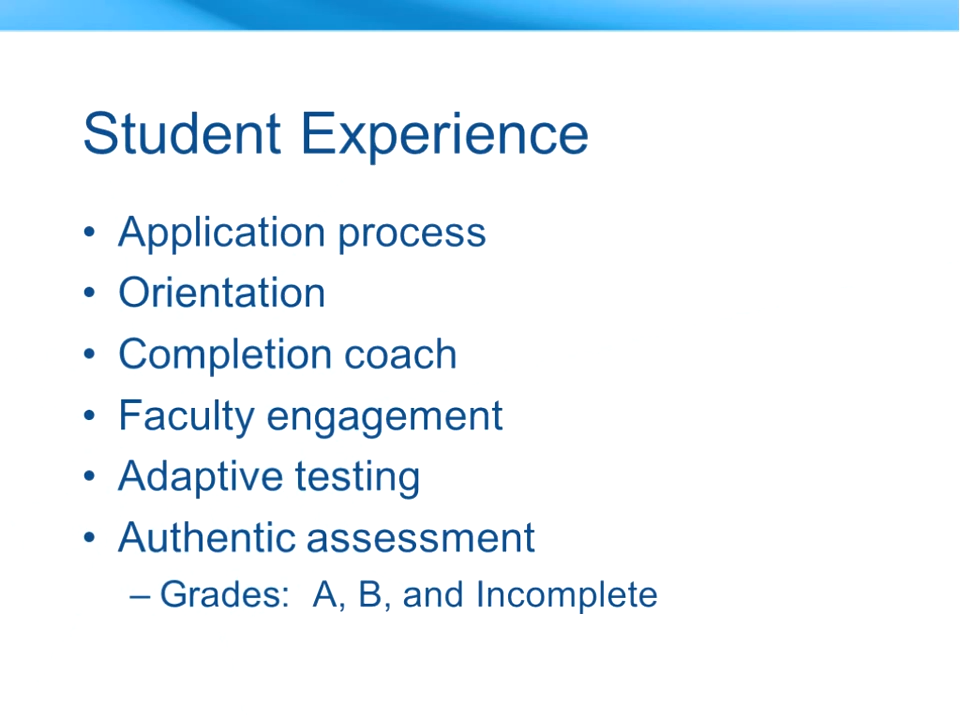 Student Experience
• Application process
• Orientation
• Completion coach
• Faculty engagement
• Adaptive testing
• Authentic assessment
– Grades:  A, B, and Incomplete